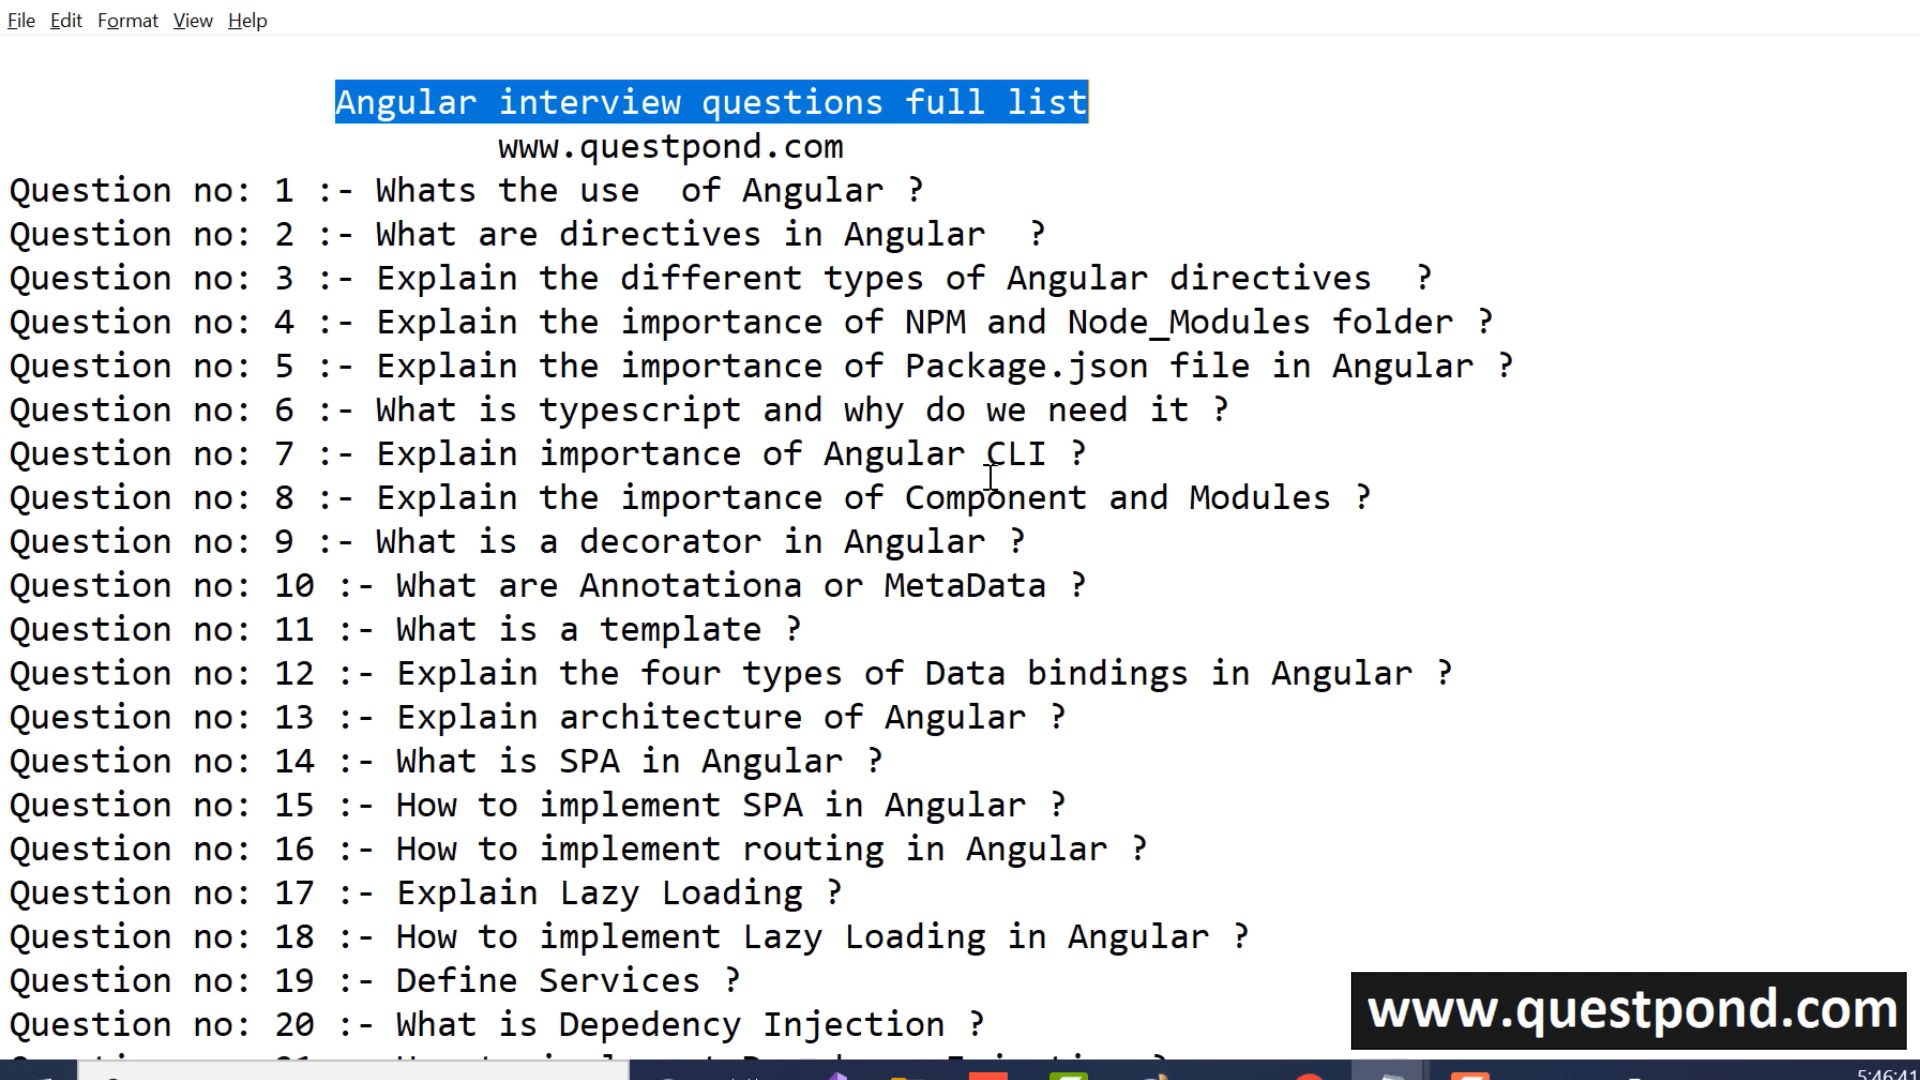 File Edit Format View Help
Angular interview questions full list
www.questpond.com
Question no: 1 :- Whats the use  of Angular ?
Question no: 2 :- What are directives in Angular  ?
Question no: 3 :- Explain the different types of Angular directives  ?
Question no: 4 :- Explain the importance of NPM and Node_Modules folder ?
Question no: 5 :- Explain the importance of Package.json file in Angular ?
Question no: 6 :- What is typescript and why do we need it ?
Question no: 7 :- Explain importance of Angular CLI ?
Question no: 8 :- Explain the importance of Component and Modules ?
Question no: 9 :- What is a decorator in Angular ?
Question no: 10 :- What are Annotationa or MetaData ?
Question no: 11 :- What is a template ?
Question no: 12 :- Explain the four types of Data bindings in Angular ?
Question no: 13 :- Explain architecture of Angular ?
Question no: 14 :- What is SPA in Angular ?
Question no: 15 :- How to implement SPA in Angular ?
Question no: 16 :- How to implement routing in Angular ?
Question no: 17 :- Explain Lazy Loading ?
Question no: 18 :- How to implement Lazy Loading in Angular ?
Question no: 19 :- Define Services ?
Question no: 20 :- What is Depedency Injection ?
www.questpond.com
5:46:41